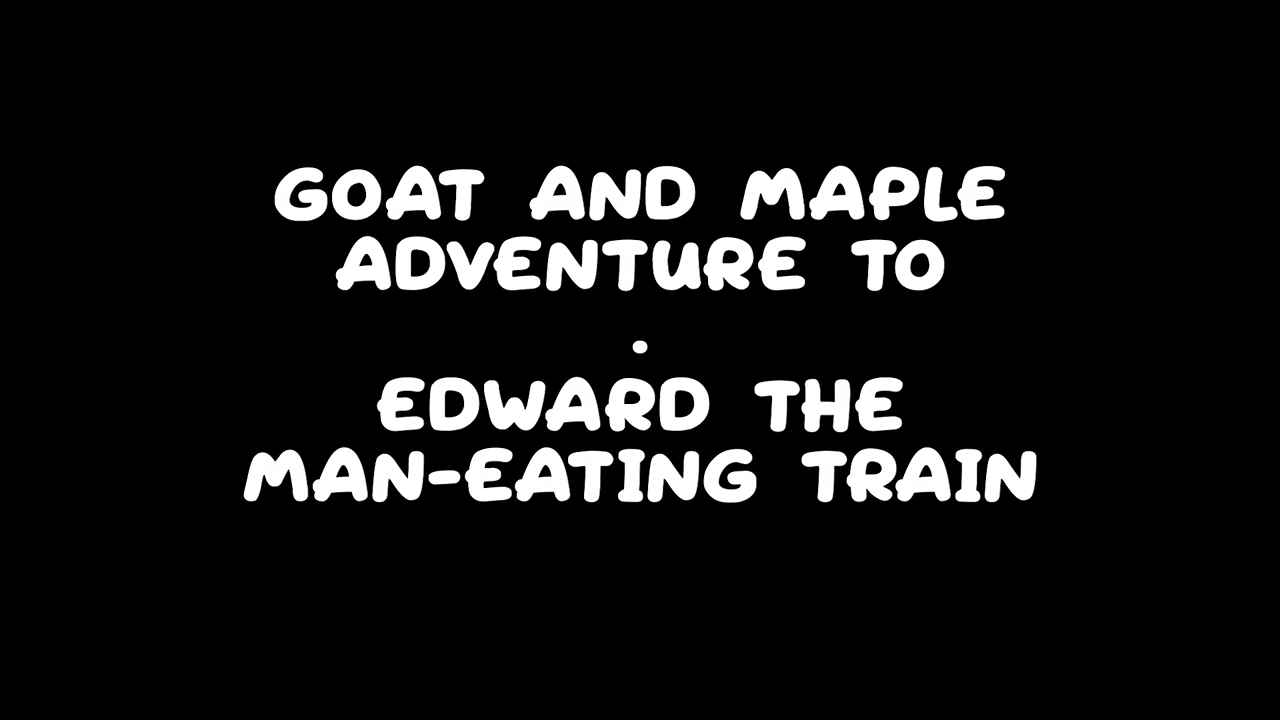 GOAT AND MAPLE
ADVENTURE TO
.
EDWARD THE
MAN-EATING TRAIN